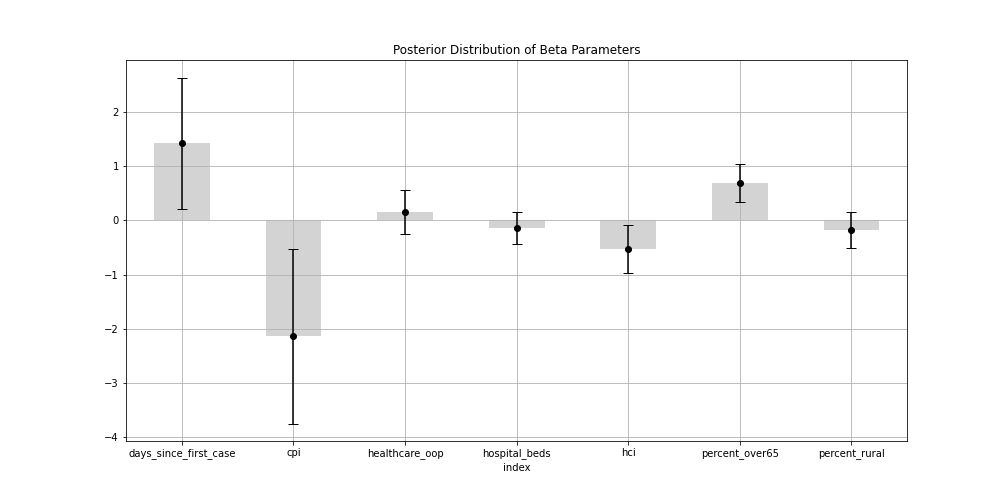 Posterior Distribution of Beta Parameters
2
1
0
−1
−2
−3
−4
days_since_first_case cpi healthcare_oop hospital_beds hci percent_over65 percent_rural
index